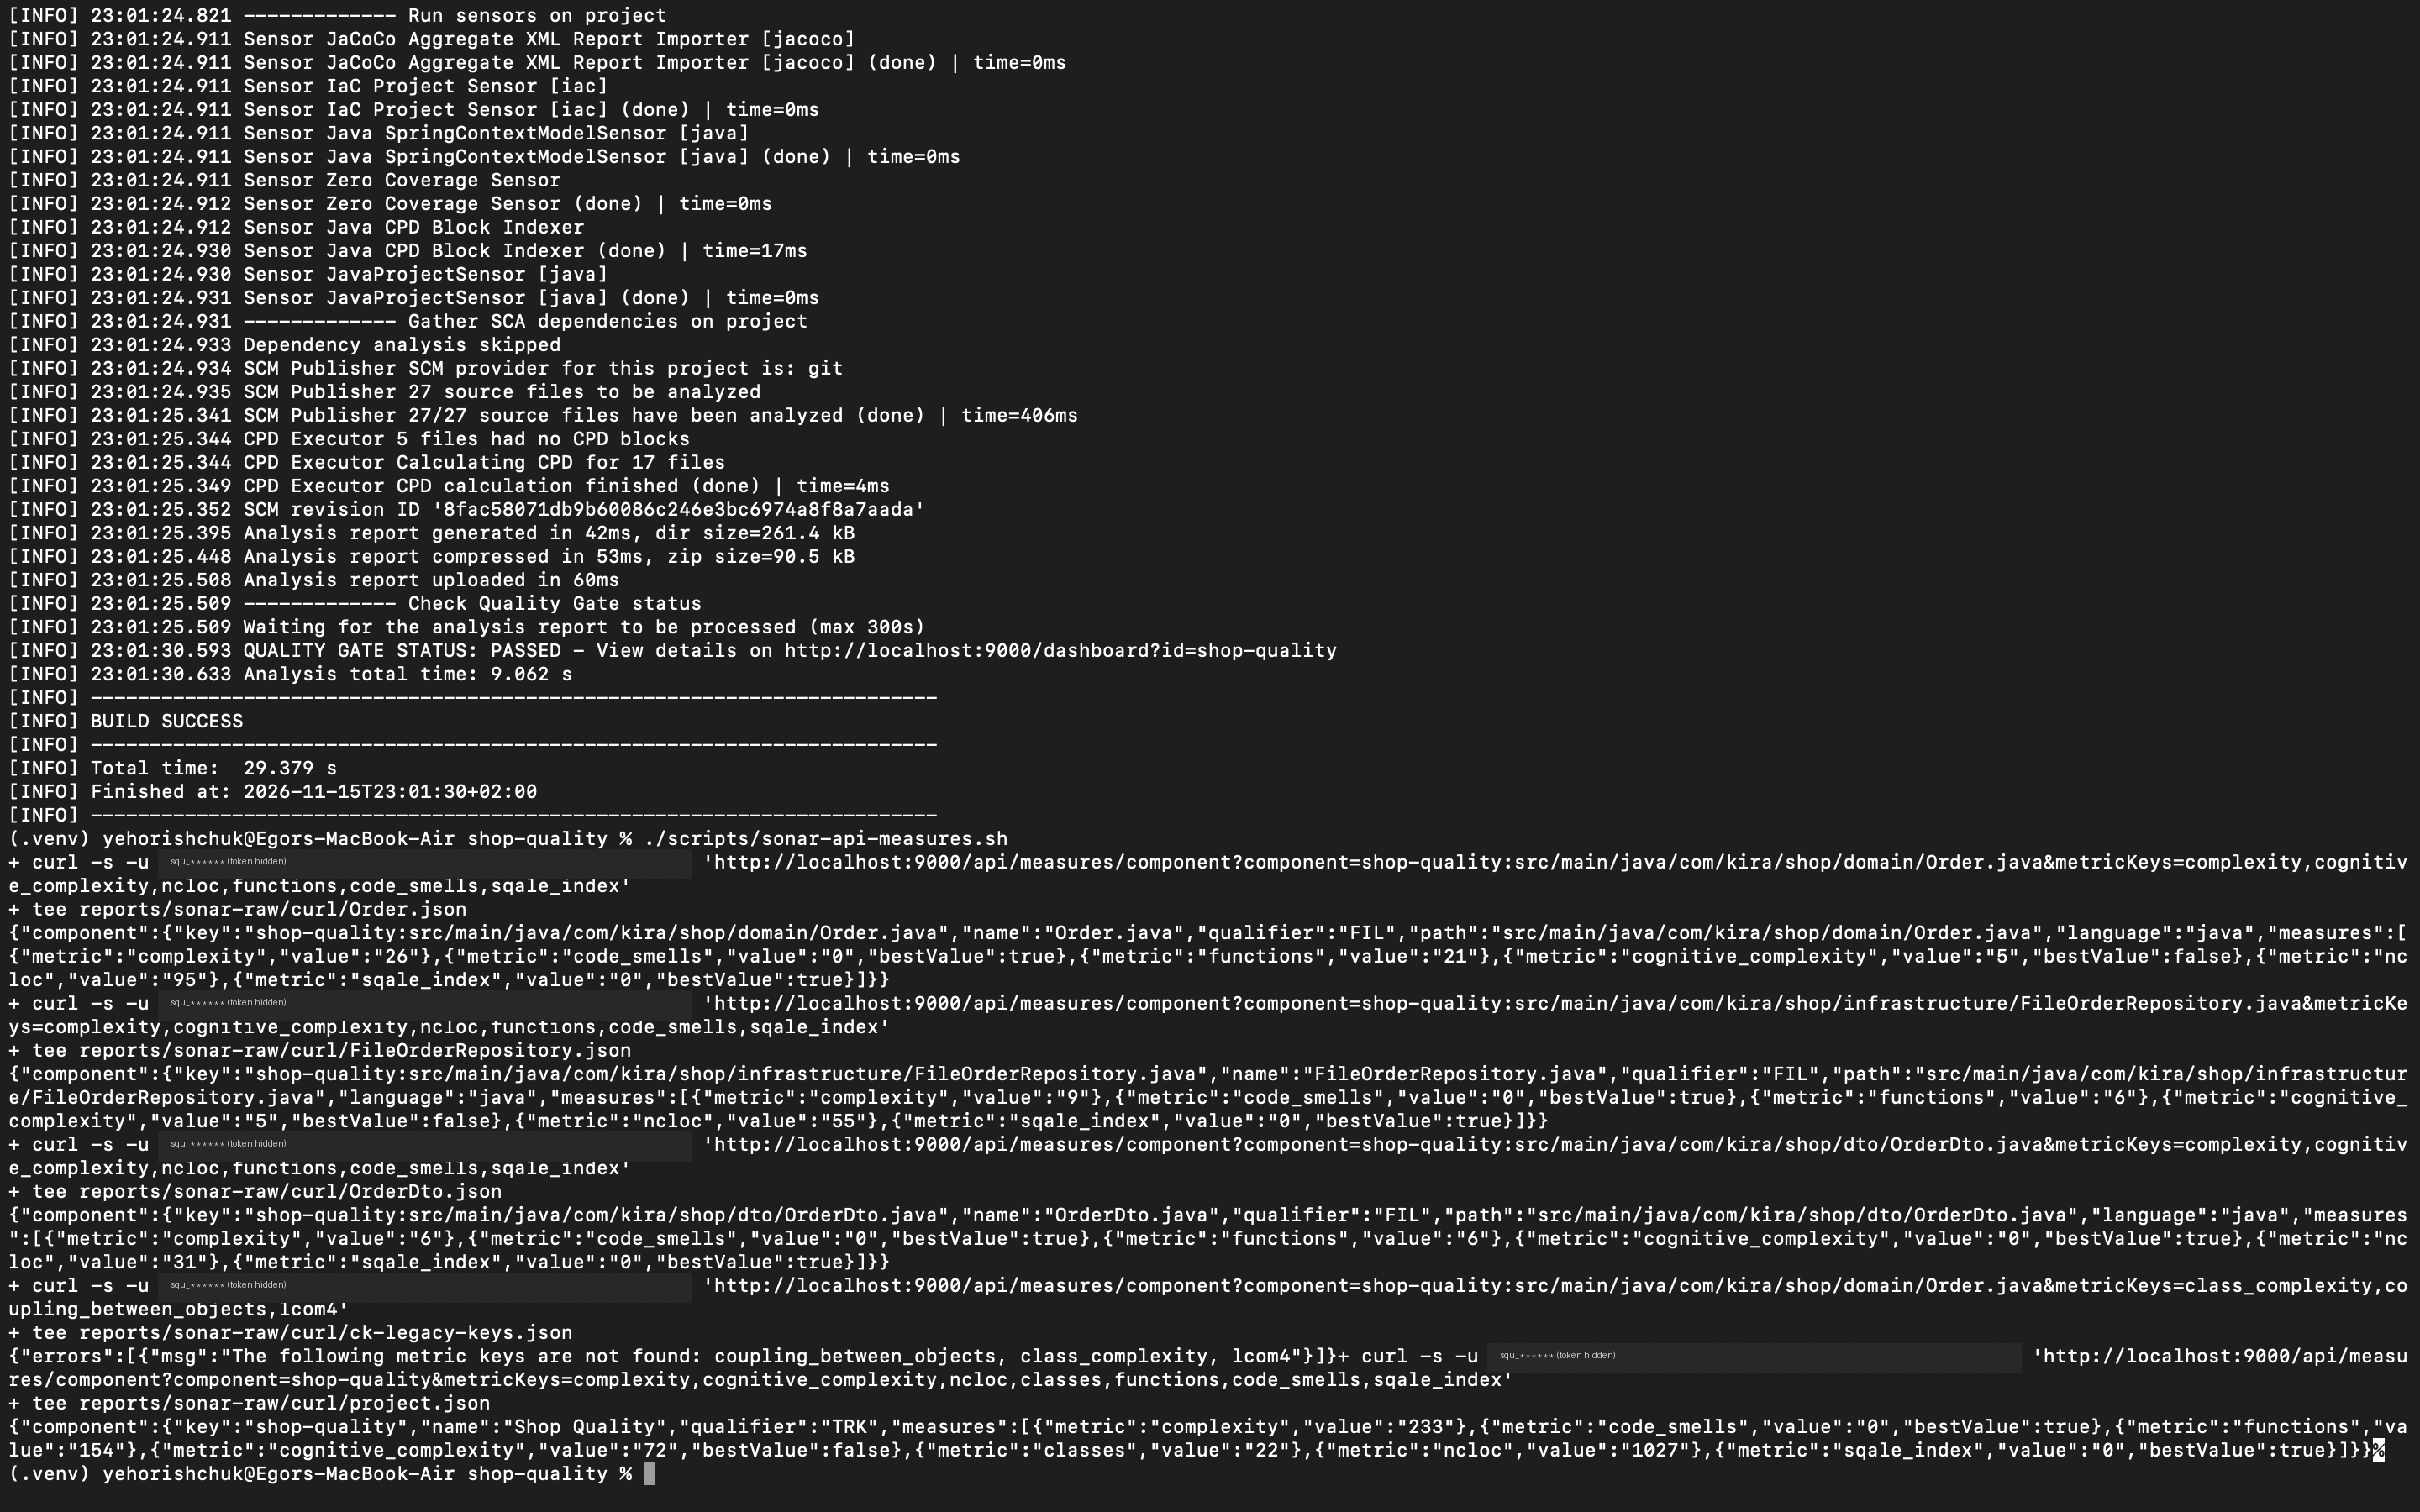 [INFO] 23:01:24.821 ------------- Run sensors on project
[INFO] 23:01:24.911 Sensor JaCoCo Aggregate XML Report Importer [jacoco]
[INFO] 23:01:24.911 Sensor JaCoCo Aggregate XML Report Importer [jacoco] (done) | time=0ms
[INFO] 23:01:24.911 Sensor IaC Project Sensor [iac]
[INFO] 23:01:24.911 Sensor IaC Project Sensor [iac] (done) | time=0ms
[INFO] 23:01:24.911 Sensor Java SpringContextModelSensor [java]
[INFO] 23:01:24.911 Sensor Java SpringContextModelSensor [java] (done) | time=0ms
[INFO] 23:01:24.911 Sensor Zero Coverage Sensor
[INFO] 23:01:24.912 Sensor Zero Coverage Sensor (done) | time=0ms
[INFO] 23:01:24.912 Sensor Java CPD Block Indexer
[INFO] 23:01:24.930 Sensor Java CPD Block Indexer (done) | time=17ms
[INFO] 23:01:24.930 Sensor JavaProjectSensor [java]
[INFO] 23:01:24.931 Sensor JavaProjectSensor [java] (done) | time=0ms
[INFO] 23:01:24.931 ------------- Gather SCA dependencies on project
[INFO] 23:01:24.933 Dependency analysis skipped
[INFO] 23:01:24.934 SCM Publisher SCM provider for this project is: git
[INFO] 23:01:24.935 SCM Publisher 27 source files to be analyzed
[INFO] 23:01:25.341 SCM Publisher 27/27 source files have been analyzed (done) | time=406ms
[INFO] 23:01:25.344 CPD Executor 5 files had no CPD blocks
[INFO] 23:01:25.344 CPD Executor Calculating CPD for 17 files
[INFO] 23:01:25.349 CPD Executor CPD calculation finished (done) | time=4ms
[INFO] 23:01:25.352 SCM revision ID '8fac58071db9b60086c246e3bc6974a8f8a7aada'
[INFO] 23:01:25.395 Analysis report generated in 42ms, dir size=261.4 kB
[INFO] 23:01:25.448 Analysis report compressed in 53ms, zip size=90.5 kB
[INFO] 23:01:25.508 Analysis report uploaded in 60ms
[INFO] 23:01:25.509 ------------- Check Quality Gate status
[INFO] 23:01:25.509 Waiting for the analysis report to be processed (max 300s)
[INFO] 23:01:30.593 QUALITY GATE STATUS: PASSED - View details on http://localhost:9000/dashboard?id=shop-quality
[INFO] 23:01:30.633 Analysis total time: 9.062 s
[INFO] ------------------------------------------------------------------------
[INFO] BUILD SUCCESS
[INFO] ------------------------------------------------------------------------
[INFO] Total time:  29.379 s
[INFO] Finished at: 2026-11-15T23:01:30+02:00
[INFO] ------------------------------------------------------------------------
(.venv) yehorishchuk@Egors-MacBook-Air shop-quality % ./scripts/sonar-api-measures.sh
+ curl -s -u squ_****** (token hidden) 'http://localhost:9000/api/measures/component?component=shop-quality:src/main/java/com/kira/shop/domain/Order.java&metricKeys=complexity,cognitiv
e_complexity,ncloc,functions,code_smells,sqale_index'
+ tee reports/sonar-raw/curl/Order.json
{"component":{"key":"shop-quality:src/main/java/com/kira/shop/domain/Order.java","name":"Order.java","qualifier":"FIL","path":"src/main/java/com/kira/shop/domain/Order.java","language":"java","measures":[
{"metric":"complexity","value":"26"},{"metric":"code_smells","value":"0","bestValue":true},{"metric":"functions","value":"21"},{"metric":"cognitive_complexity","value":"5","bestValue":false},{"metric":"nc
loc","value":"95"},{"metric":"sqale_index","value":"0","bestValue":true}]}}
+ curl -s -u squ_****** (token hidden) 'http://localhost:9000/api/measures/component?component=shop-quality:src/main/java/com/kira/shop/infrastructure/FileOrderRepository.java&metricKe
ys=complexity,cognitive_complexity,ncloc,functions,code_smells,sqale_index'
+ tee reports/sonar-raw/curl/FileOrderRepository.json
{"component":{"key":"shop-quality:src/main/java/com/kira/shop/infrastructure/FileOrderRepository.java","name":"FileOrderRepository.java","qualifier":"FIL","path":"src/main/java/com/kira/shop/infrastructur
e/FileOrderRepository.java","language":"java","measures":[{"metric":"complexity","value":"9"},{"metric":"code_smells","value":"0","bestValue":true},{"metric":"functions","value":"6"},{"metric":"cognitive_
complexity","value":"5","bestValue":false},{"metric":"ncloc","value":"55"},{"metric":"sqale_index","value":"0","bestValue":true}]}}
+ curl -s -u squ_****** (token hidden) 'http://localhost:9000/api/measures/component?component=shop-quality:src/main/java/com/kira/shop/dto/OrderDto.java&metricKeys=complexity,cognitiv
e_complexity,ncloc,functions,code_smells,sqale_index'
+ tee reports/sonar-raw/curl/OrderDto.json
{"component":{"key":"shop-quality:src/main/java/com/kira/shop/dto/OrderDto.java","name":"OrderDto.java","qualifier":"FIL","path":"src/main/java/com/kira/shop/dto/OrderDto.java","language":"java","measures
":[{"metric":"complexity","value":"6"},{"metric":"code_smells","value":"0","bestValue":true},{"metric":"functions","value":"6"},{"metric":"cognitive_complexity","value":"0","bestValue":true},{"metric":"nc
loc","value":"31"},{"metric":"sqale_index","value":"0","bestValue":true}]}}
+ curl -s -u squ_****** (token hidden) 'http://localhost:9000/api/measures/component?component=shop-quality:src/main/java/com/kira/shop/domain/Order.java&metricKeys=class_complexity,co
upling_between_objects,lcom4'
+ tee reports/sonar-raw/curl/ck-legacy-keys.json
{"errors":[{"msg":"The following metric keys are not found: coupling_between_objects, class_complexity, lcom4"}]}+ curl -s -u squ_****** (token hidden) 'http://localhost:9000/api/measu
res/component?component=shop-quality&metricKeys=complexity,cognitive_complexity,ncloc,classes,functions,code_smells,sqale_index'
+ tee reports/sonar-raw/curl/project.json
{"component":{"key":"shop-quality","name":"Shop Quality","qualifier":"TRK","measures":[{"metric":"complexity","value":"233"},{"metric":"code_smells","value":"0","bestValue":true},{"metric":"functions","va
lue":"154"},{"metric":"cognitive_complexity","value":"72","bestValue":false},{"metric":"classes","value":"22"},{"metric":"ncloc","value":"1027"},{"metric":"sqale_index","value":"0","bestValue":true}]}}%
(.venv) yehorishchuk@Egors-MacBook-Air shop-quality %